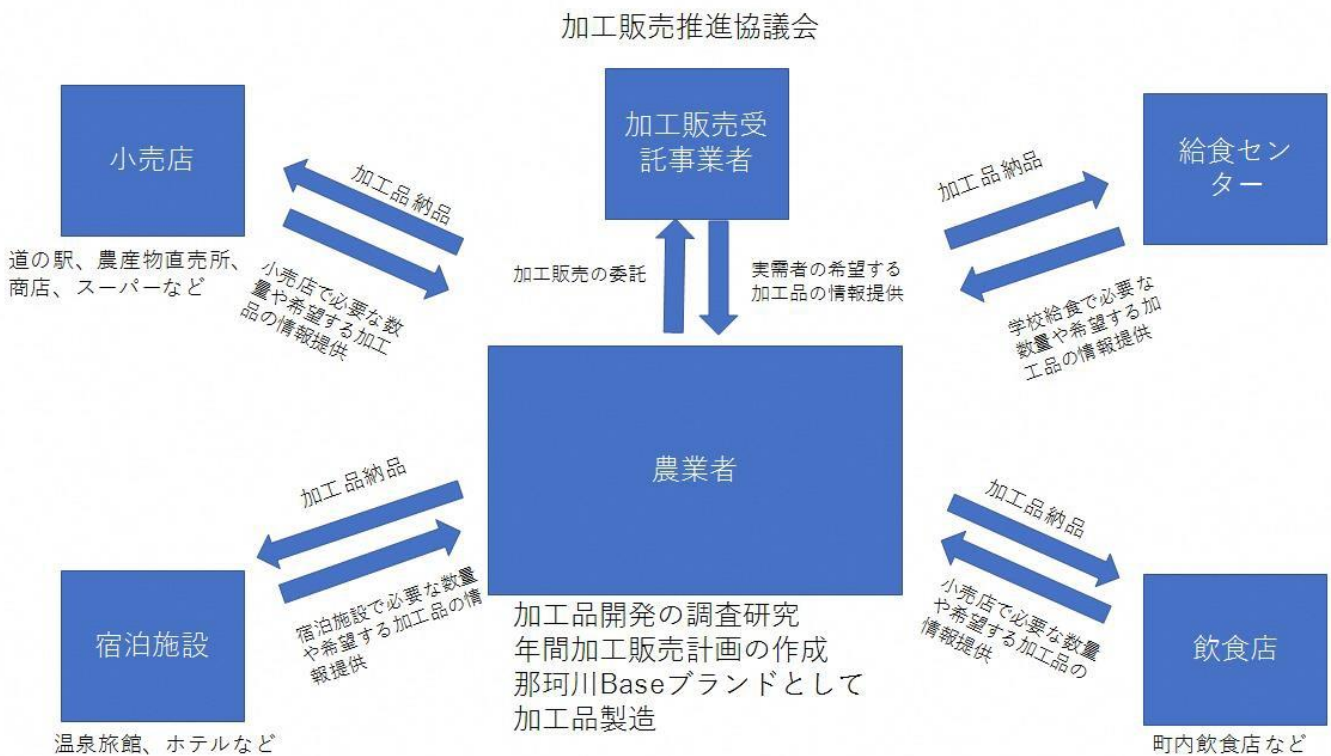 加工販売推進協議会
小売店
加工販売受
託事業者
給食セン
ター
加工品納品
加工品納品
道の駅、農産物直売所、
商店、スーパーなど
小売店で必要な数
量や希望する加工
品の情報提供
加工販売の委託
実需者の希望する
加工品の情報提供
学校給食で必要な
数量や希望する加
工品の情報提供
農業者
加工品納品
加工品納品
宿泊施設
宿泊施設で必要な数量
や希望する加工品の情
報提供
加工品開発の調査研究
年間加工販売計画の作成
那珂川Baseブランドとして
加工品製造
小売店で必要な数量
や希望する加工品の
情報提供
飲食店
温泉旅館、ホテルなど
町内飲食店など